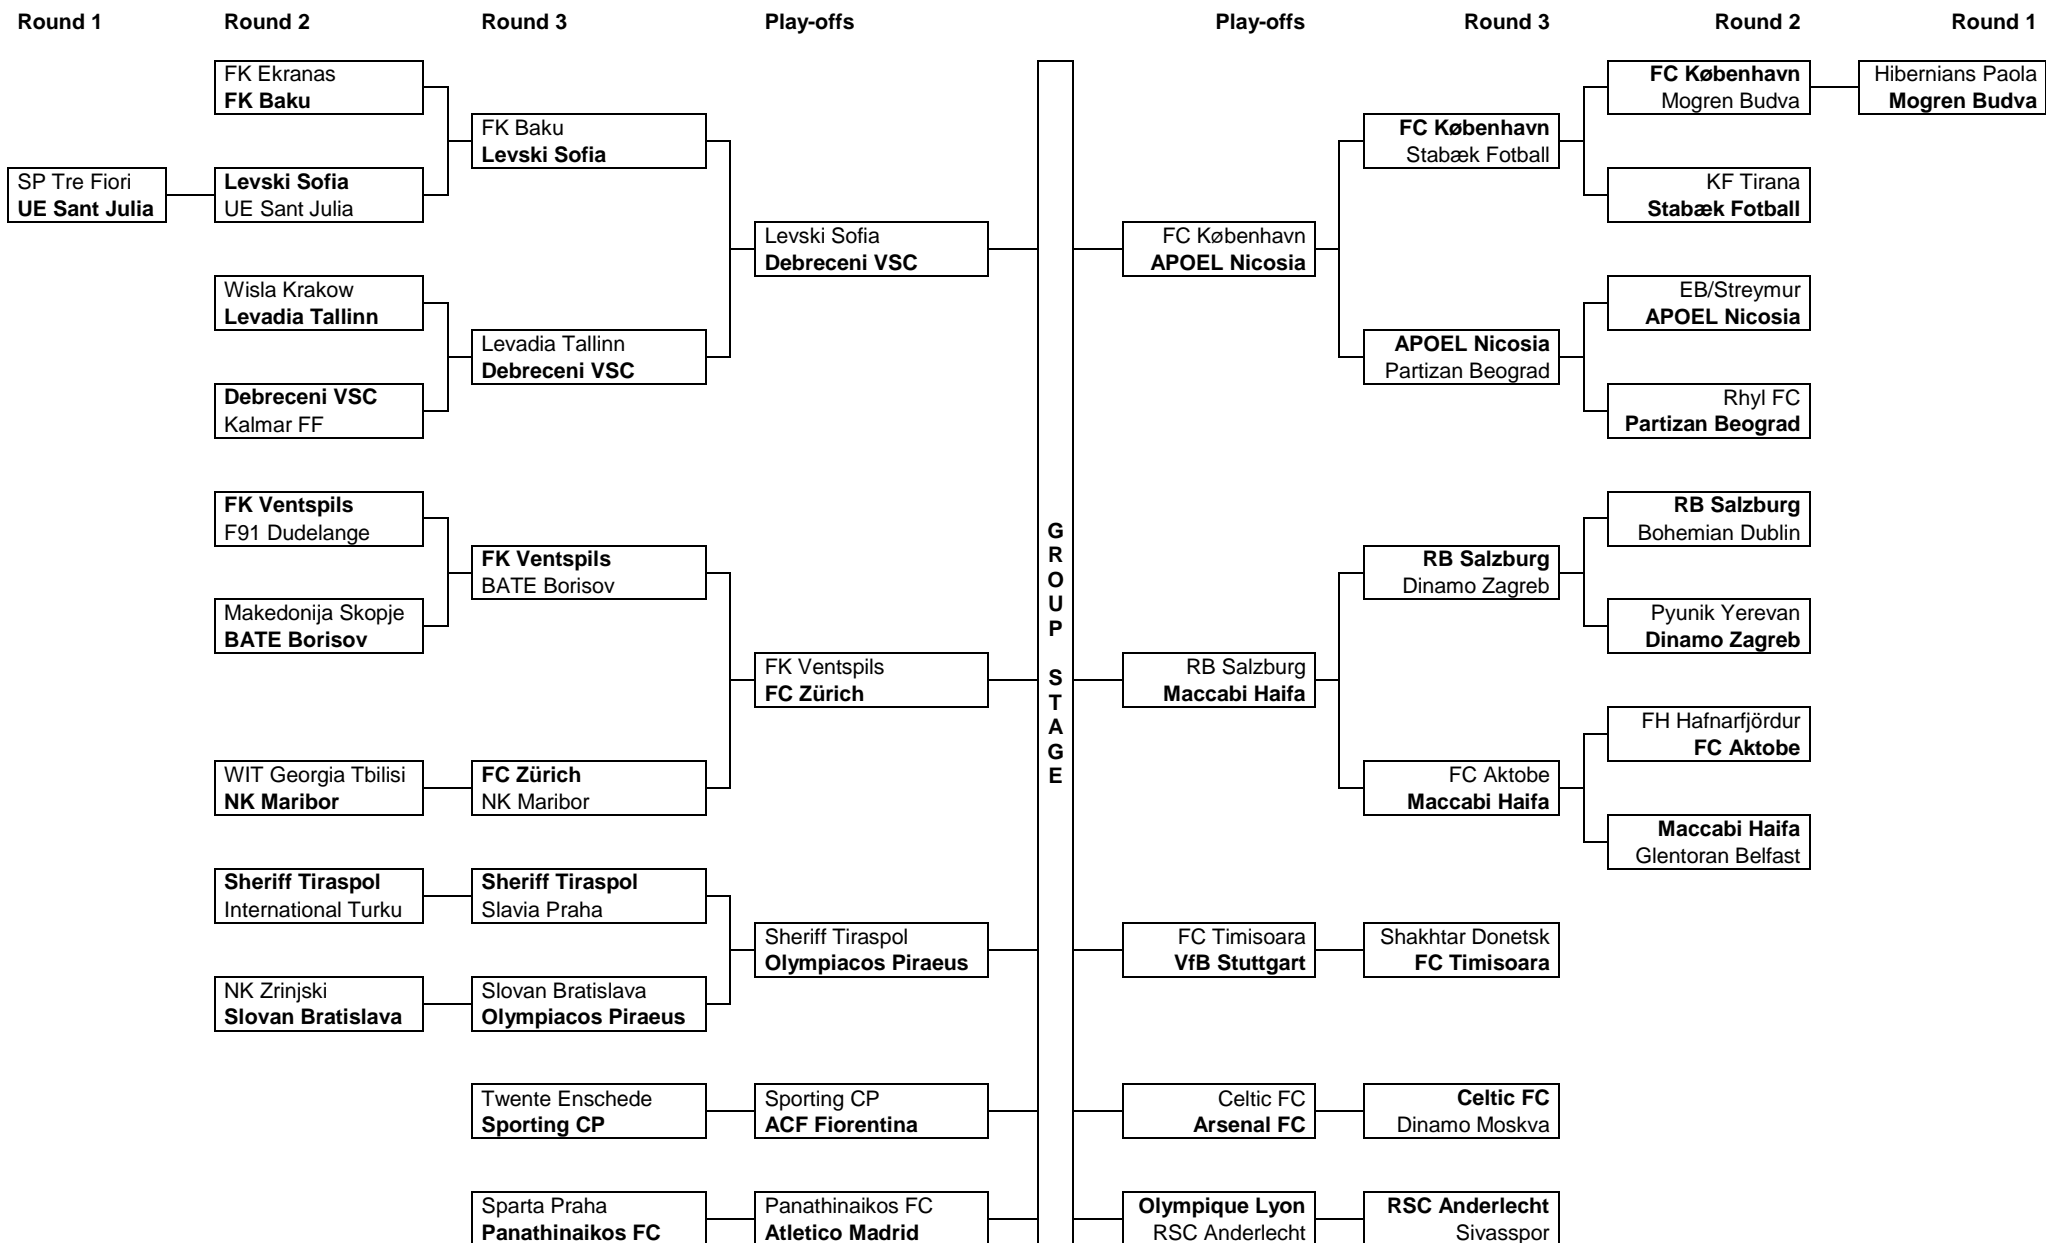 Round 1
Round 2
Round 3
Play-offs
Play-offs
Round 3
Round 2
Round 1
SP Tre Fiori
UE Sant Julia
FK Ekranas
FK Baku
Levski Sofia
UE Sant Julia
Wisla Krakow
Levadia Tallinn
Debreceni VSC
Kalmar FF
FK Ventspils
F91 Dudelange
Makedonija Skopje
BATE Borisov
WIT Georgia Tbilisi
NK Maribor
Sheriff Tiraspol
International Turku
NK Zrinjski
Slovan Bratislava
FK Baku
Levski Sofia
Levadia Tallinn
Debreceni VSC
FK Ventspils
BATE Borisov
FC Zürich
NK Maribor
Sheriff Tiraspol
Slavia Praha
Slovan Bratislava
Olympiacos Piraeus
Twente Enschede
Sporting CP
Sparta Praha
Panathinaikos FC
Levski Sofia
Debreceni VSC
FK Ventspils
FC Zürich
Sheriff Tiraspol
Olympiacos Piraeus
Sporting CP
ACF Fiorentina
Panathinaikos FC
Atletico Madrid
GROUP STAGE
FC København
APOEL Nicosia
RB Salzburg
Maccabi Haifa
FC Timisoara
VfB Stuttgart
Celtic FC
Arsenal FC
Olympique Lyon
RSC Anderlecht
FC København
Stabæk Fotball
APOEL Nicosia
Partizan Beograd
RB Salzburg
Dinamo Zagreb
FC Aktobe
Maccabi Haifa
Shakhtar Donetsk
FC Timisoara
Celtic FC
Dinamo Moskva
RSC Anderlecht
Sivasspor
FC København
Mogren Budva
KF Tirana
Stabæk Fotball
EB/Streymur
APOEL Nicosia
Rhyl FC
Partizan Beograd
RB Salzburg
Bohemian Dublin
Pyunik Yerevan
Dinamo Zagreb
FH Hafnarfjördur
FC Aktobe
Maccabi Haifa
Glentoran Belfast
Hibernians Paola
Mogren Budva